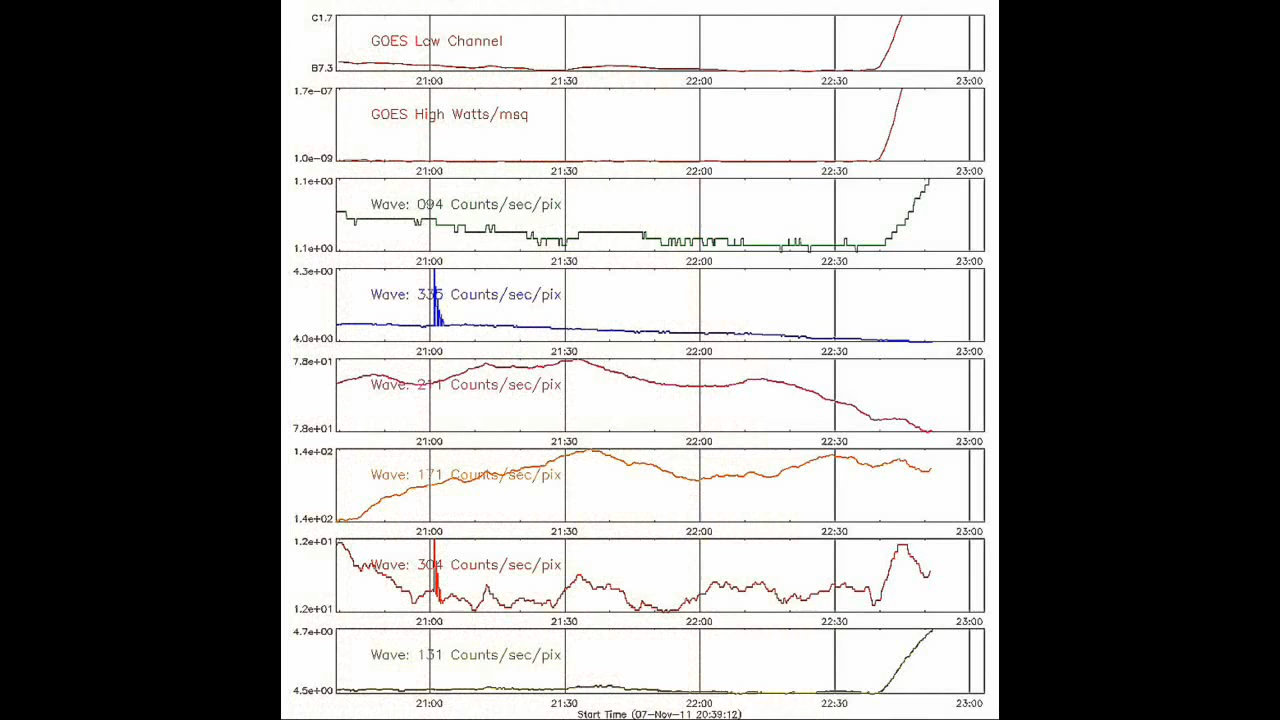 C1.7
GOES Low Channel
B7.3
21:00 21:30 22:00 22:30 23:00
1.7e-07
GOES High Watts/msq
1.0e-09
21:00 21:30 22:00 22:30 23:00
1.1e+00
Wave: 094 Counts/sec/pix
1.1e+00
21:00 21:30 22:00 22:30 23:00
4.3e+00
Wave: 335 Counts/sec/pix
4.0e+00
21:00 21:30 22:00 22:30 23:00
7.8e+01
Wave: 211 Counts/sec/pix
7.8e+01
21:00 21:30 22:00 22:30 23:00
1.4e+02
Wave: 171 Counts/sec/pix
1.4e+02
21:00 21:30 22:00 22:30 23:00
1.2e+01
Wave: 304 Counts/sec/pix
1.2e+01
21:00 21:30 22:00 22:30 23:00
4.7e+00
Wave: 131 Counts/sec/pix
4.5e+00
21:00 21:30 22:00 22:30 23:00
Start Time (07-Nov-11 20:39:12)